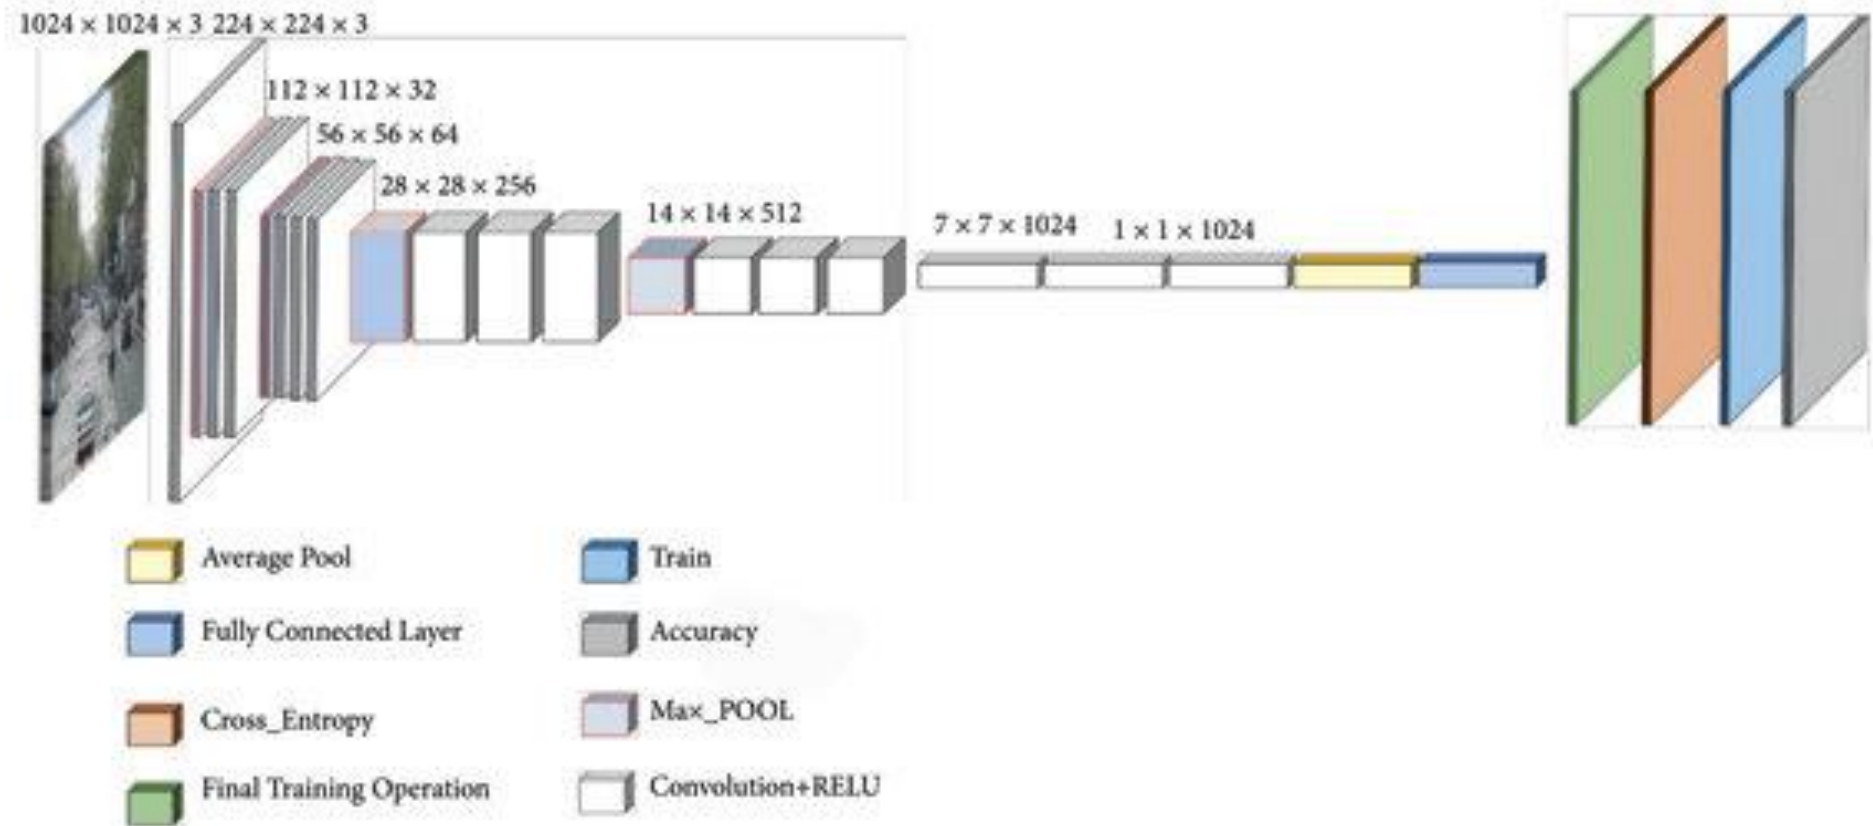 1024 × 1024 × 3 224 × 224 × 3
112 × 112 × 32
56 × 56 × 64
28 × 28 × 256
14 × 14 × 512
7 × 7 × 1024
1 × 1 × 1024
Average Pool
Fully Connected Layer
Cross_Entropy
Final Training Operation
Train
Accuracy
Max_POOL
Convolution+RELU